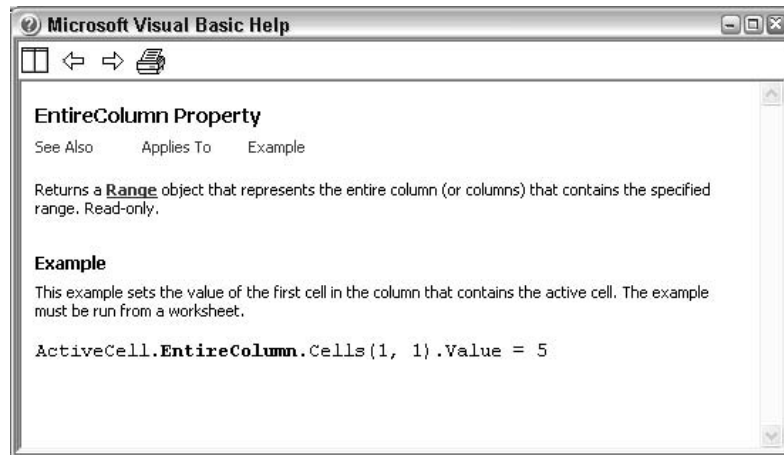 Microsoft Visual Basic Help
EntireColumn Property
See Also Applies To Example
Returns a Range object that represents the entire column (or columns) that contains the specified
range. Read-only.
Example
This example sets the value of the first cell in the column that contains the active cell. The example
must be run from a worksheet.
ActiveCell.EntireColumn.Cells(1, 1).Value = 5